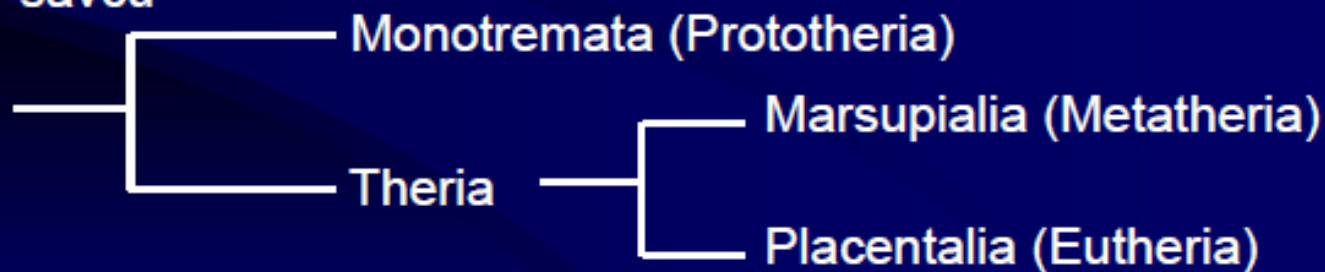 Monotremata (Prototheria)
Marsupialia (Metatheria)
Theria
Placentalia (Eutheria)